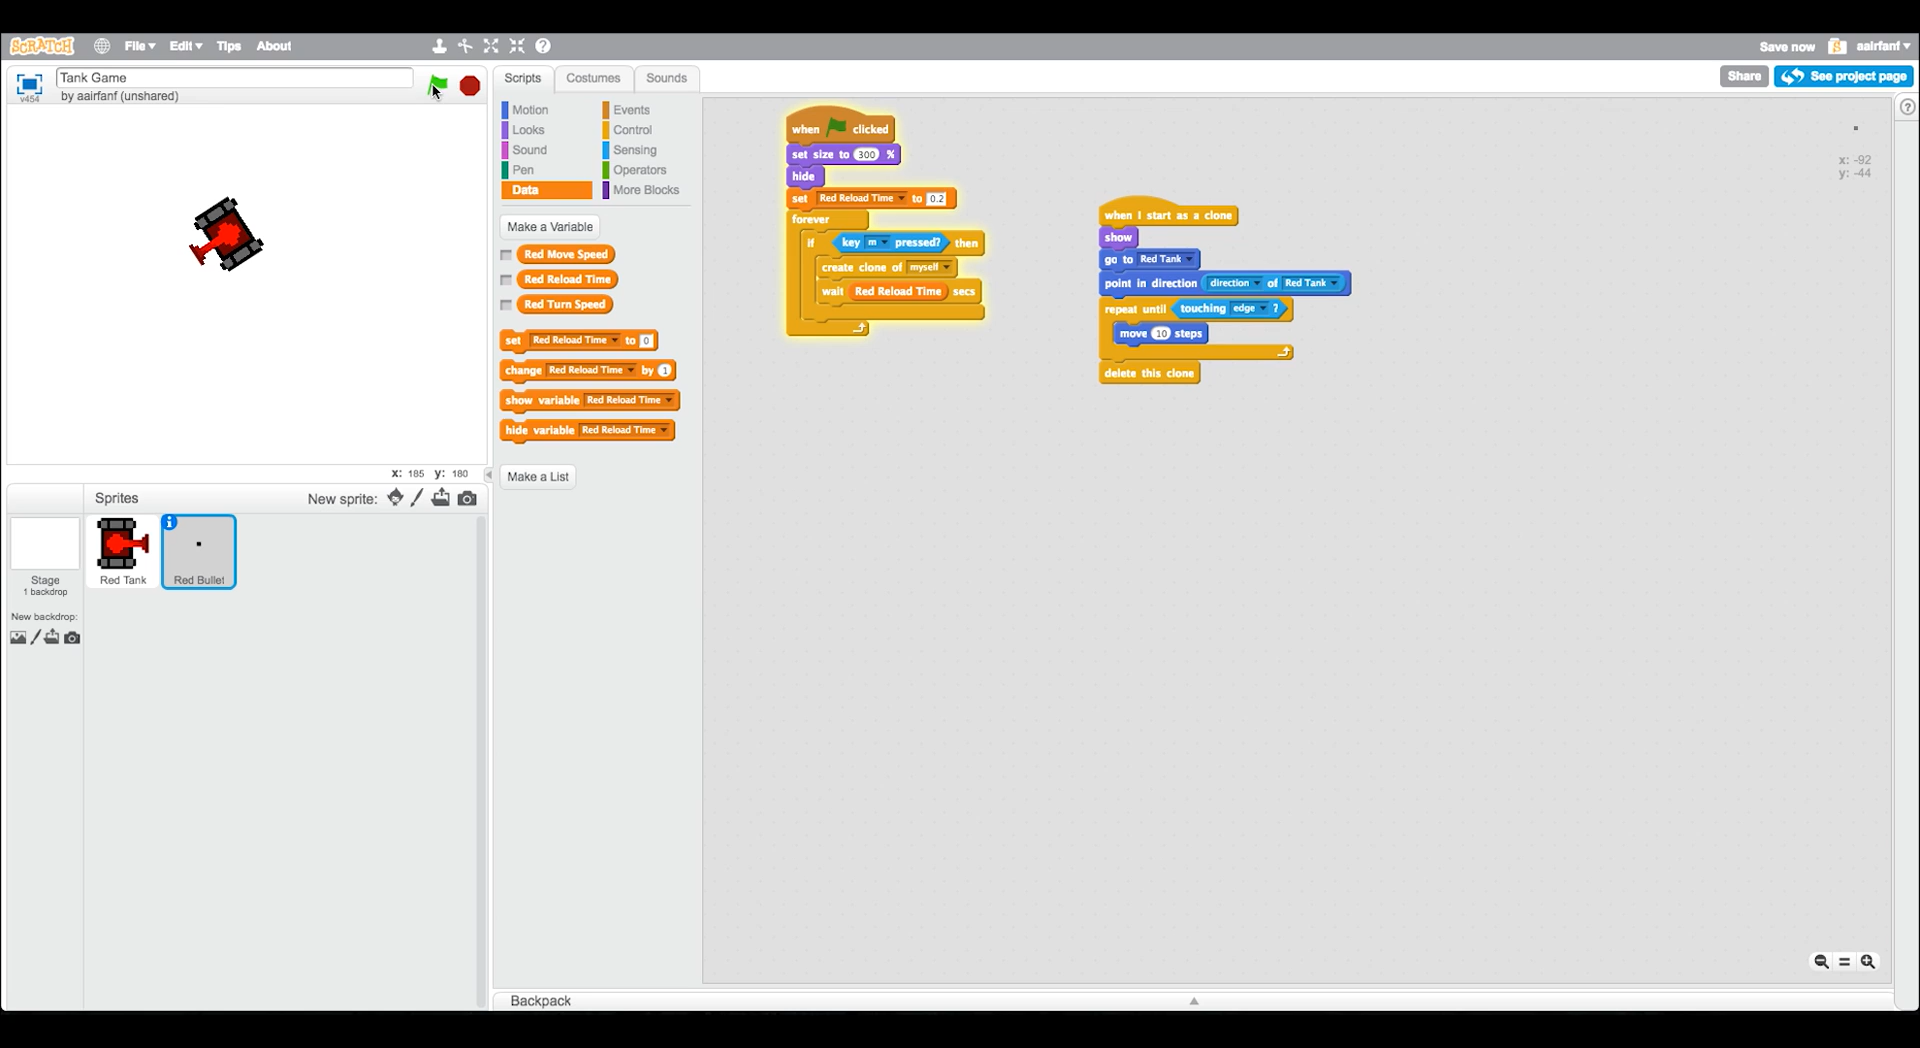 SCRATCH File Edit Tips About Save now aairfanf
Tank Game
by aairfanf (unshared)
v454
Scripts Costumes Sounds
Share See project page
Motion Events
Looks Control
Sound Sensing
Pen Operators
Data More Blocks
Make a Variable
Red Move Speed
Red Reload Time
Red Turn Speed
set Red Reload Time to 0
change Red Reload Time by 1
show variable Red Reload Time
hide variable Red Reload Time
Make a List
when clicked
set size to 300 %
hide
set Red Reload Time to 0.2
forever
if key m pressed? then
create clone of myself
wait Red Reload Time secs
when I start as a clone
show
go to Red Tank
point in direction direction of Red Tank
repeat until touching edge ?
move 10 steps
delete this clone
x: -92
y: -44
x: 185 y: 180
Sprites New sprite:
Stage
1 backdrop
New backdrop:
Red Tank
Red Bullet
Backpack